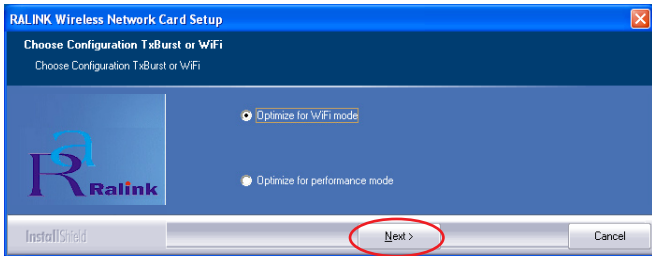 RALINK Wireless Network Card Setup
Choose Configuration TxBurst or WiFi
Choose Configuration TxBurst or WiFi
Optimize for WiFi mode
Ra
Ralink
Optimize for performance mode
InstallShield
Next >
Cancel